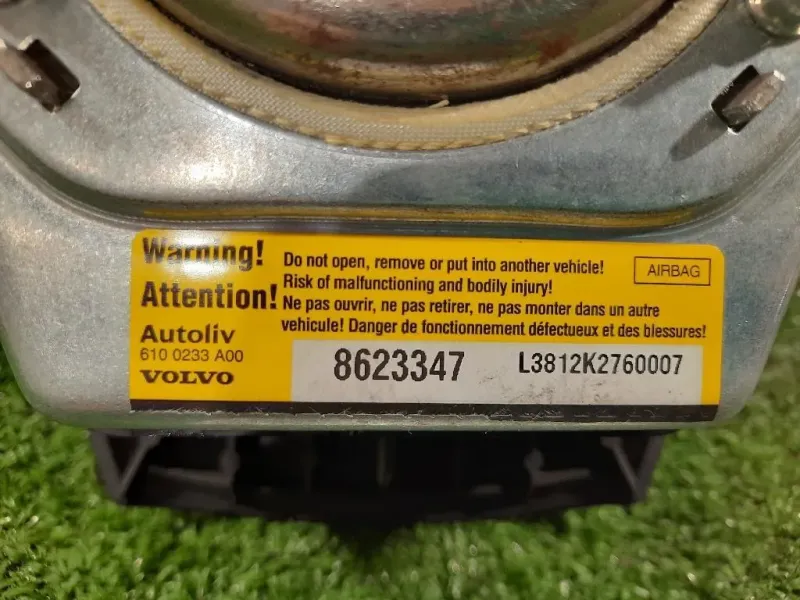 Warning!
Attention!
Do not open, remove or put into another vehicle!
Risk of malfunctioning and bodily injury!
Ne pas ouvrir, ne pas retirer, ne pas monter dans un autre
vehicule! Danger de fonctionnement défectueux et des blessures!
AIRBAG
Autoliv
610 0233 A00
VOLVO
8623347
L3812K2760007